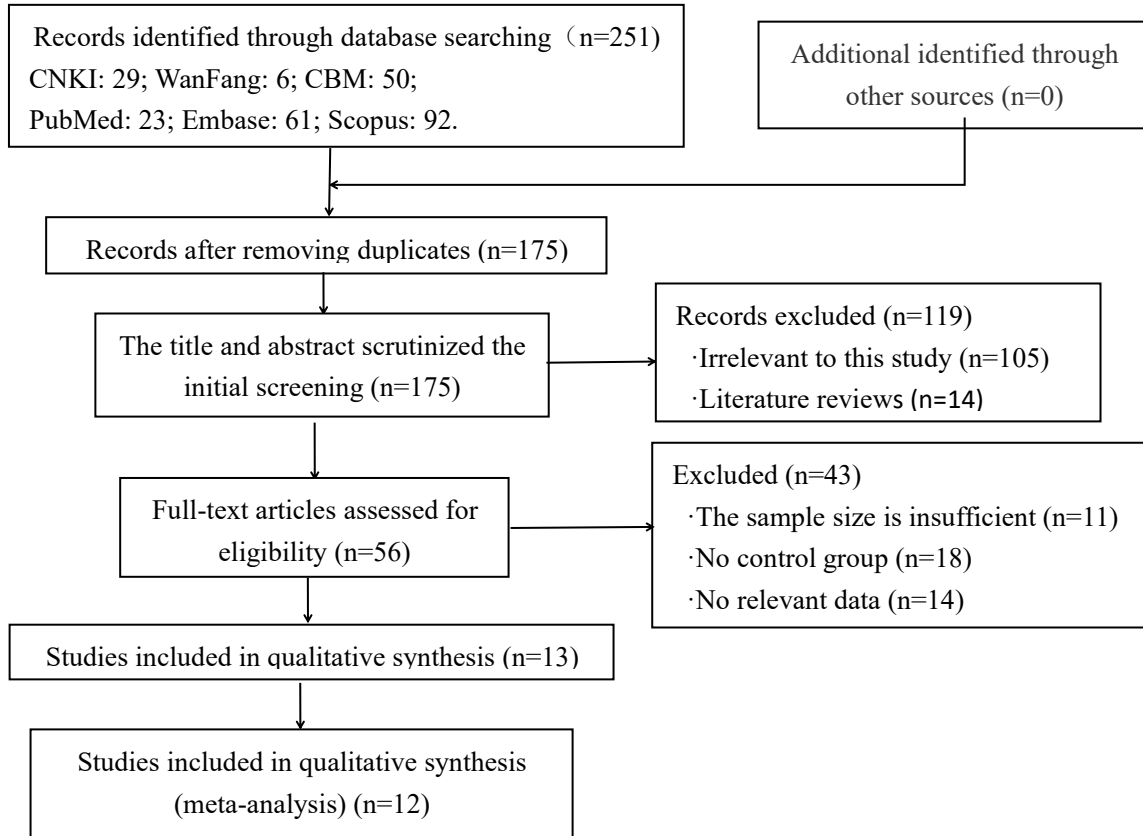 Records identified through database searching（n=251)
CNKI: 29; WanFang: 6; CBM: 50;
PubMed: 23; Embase: 61; Scopus: 92.
Additional identified through
other sources (n=0)
Records after removing duplicates (n=175)
The title and abstract scrutinized the
initial screening (n=175)
Records excluded (n=119)
·Irrelevant to this study (n=105)
·Literature reviews (n=14)
Full-text articles assessed for
eligibility (n=56)
Excluded (n=43)
·The sample size is insufficient (n=11)
·No control group (n=18)
·No relevant data (n=14)
Studies included in qualitative synthesis (n=13)
Studies included in qualitative synthesis
(meta-analysis) (n=12)